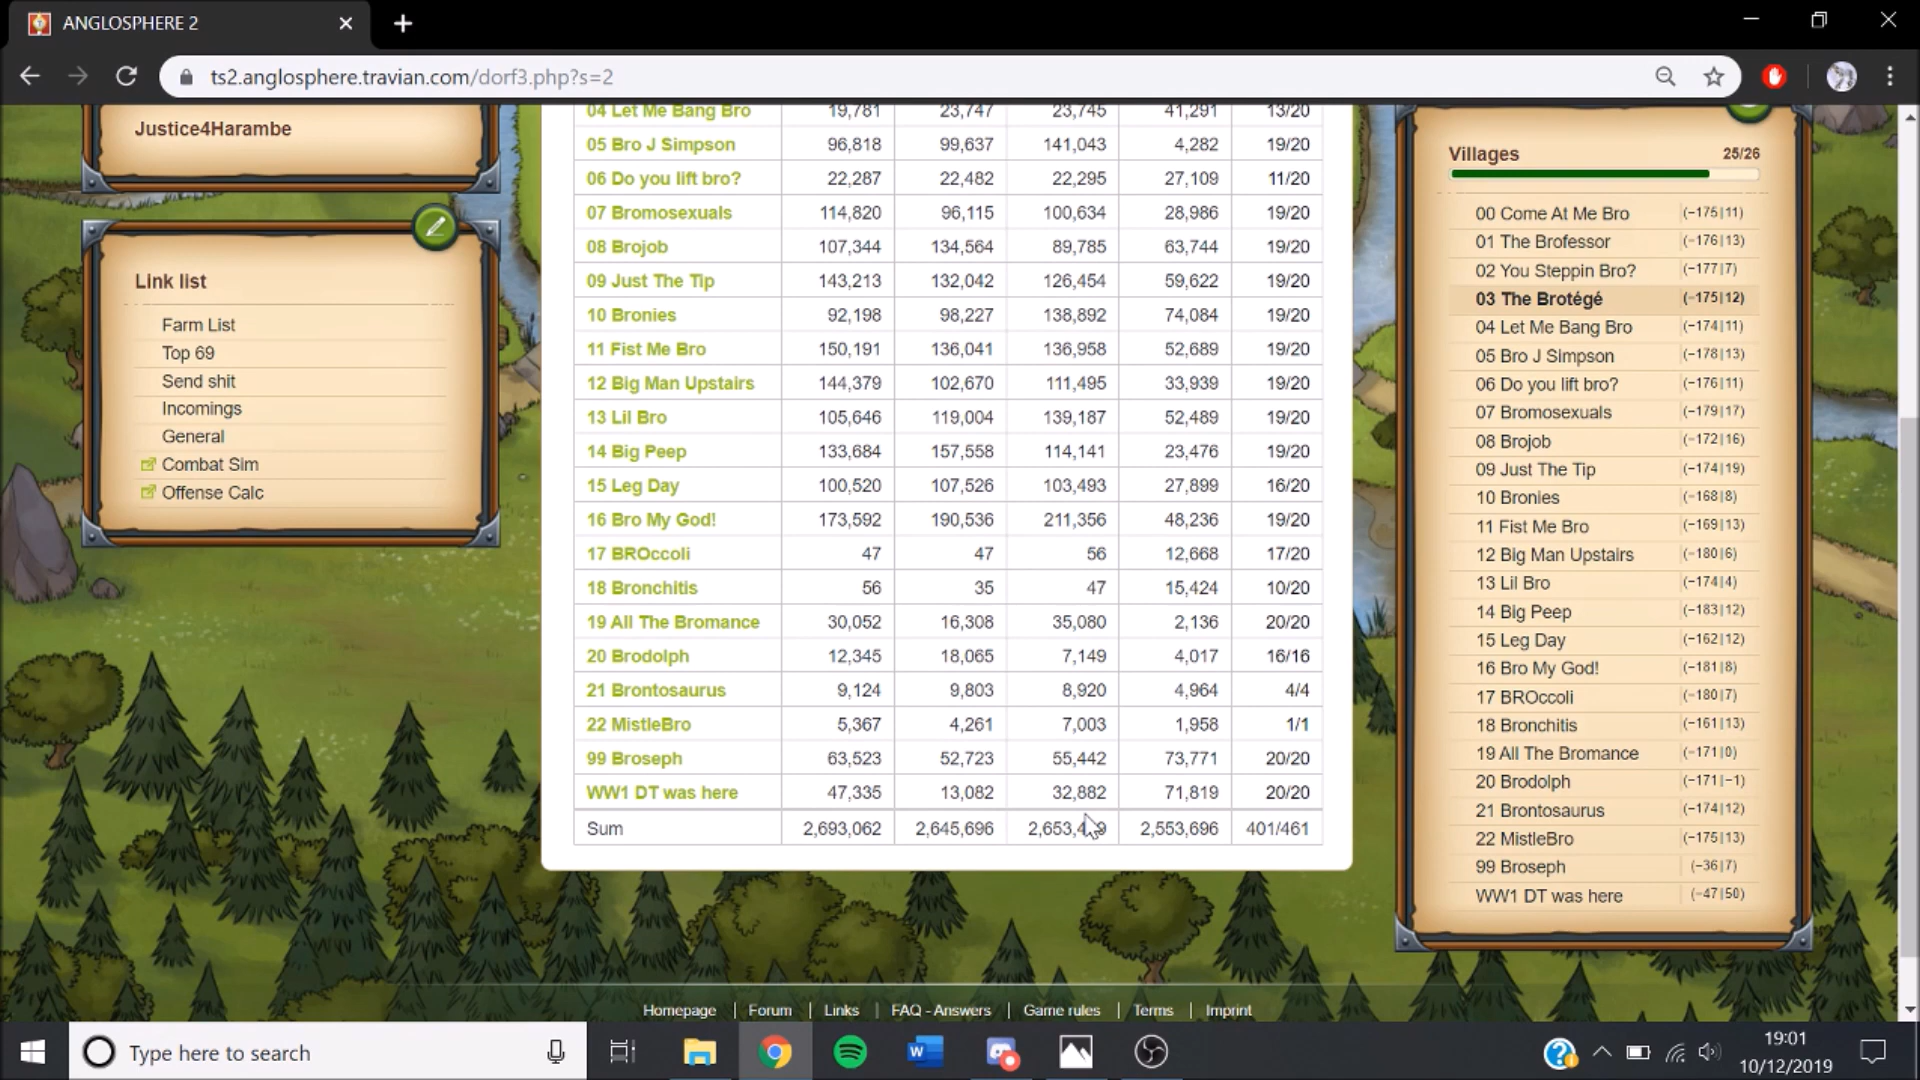 ANGLOSPHERE 2
ts2.anglosphere.travian.com/dorf3.php?s=2
Justice4Harambe
Link list
Farm List
Top 69
Send shit
Incomings
General
Combat Sim
Offense Calc
04 Let Me Bang Bro 19,781 23,747 23,745 41,291 13/20
05 Bro J Simpson 96,818 99,637 141,043 4,282 19/20
06 Do you lift bro? 22,287 22,482 22,295 27,109 11/20
07 Bromosexuals 114,820 96,115 100,634 28,986 19/20
08 Brojob 107,344 134,564 89,785 63,744 19/20
09 Just The Tip 143,213 132,042 126,454 59,622 19/20
10 Bronies 92,198 98,227 138,892 74,084 19/20
11 Fist Me Bro 150,191 136,041 136,958 52,689 19/20
12 Big Man Upstairs 144,379 102,670 111,495 33,939 19/20
13 Lil Bro 105,646 119,004 139,187 52,489 19/20
14 Big Peep 133,684 157,558 114,141 23,476 19/20
15 Leg Day 100,520 107,526 103,493 27,899 16/20
16 Bro My God! 173,592 190,536 211,356 48,236 19/20
17 BROccoli 47 47 56 12,668 17/20
18 Bronchitis 56 35 47 15,424 10/20
19 All The Bromance 30,052 16,308 35,080 2,136 20/20
20 Brodolph 12,345 18,065 7,149 4,017 16/16
21 Brontosaurus 9,124 9,803 8,920 4,964 4/4
22 MistleBro 5,367 4,261 7,003 1,958 1/1
99 Broseph 63,523 52,723 55,442 73,771 20/20
WW1 DT was here 47,335 13,082 32,882 71,819 20/20
Sum 2,693,062 2,645,696 2,553,696 401/461
Villages 25/26
00 Come At Me Bro (−175|11)
01 The Brofessor (−176|13)
02 You Steppin Bro? (−177|7)
03 The Brotégé (−175|12)
04 Let Me Bang Bro (−174|11)
05 Bro J Simpson (−178|13)
06 Do you lift bro? (−176|11)
07 Bromosexuals (−179|17)
08 Brojob (−172|16)
09 Just The Tip (−174|19)
10 Bronies (−168|8)
11 Fist Me Bro (−169|13)
12 Big Man Upstairs (−180|6)
13 Lil Bro (−174|4)
14 Big Peep (−183|12)
15 Leg Day (−162|12)
16 Bro My God! (−181|8)
17 BROccoli (−180|7)
18 Bronchitis (−161|13)
19 All The Bromance (−171|0)
20 Brodolph (−171|−1)
21 Brontosaurus (−174|12)
22 MistleBro (−175|13)
99 Broseph (−36|7)
WW1 DT was here (−47|50)
Homepage | Forum | Links | FAQ - Answers | Game rules | Terms | Imprint
Type here to search
19:01
10/12/2019